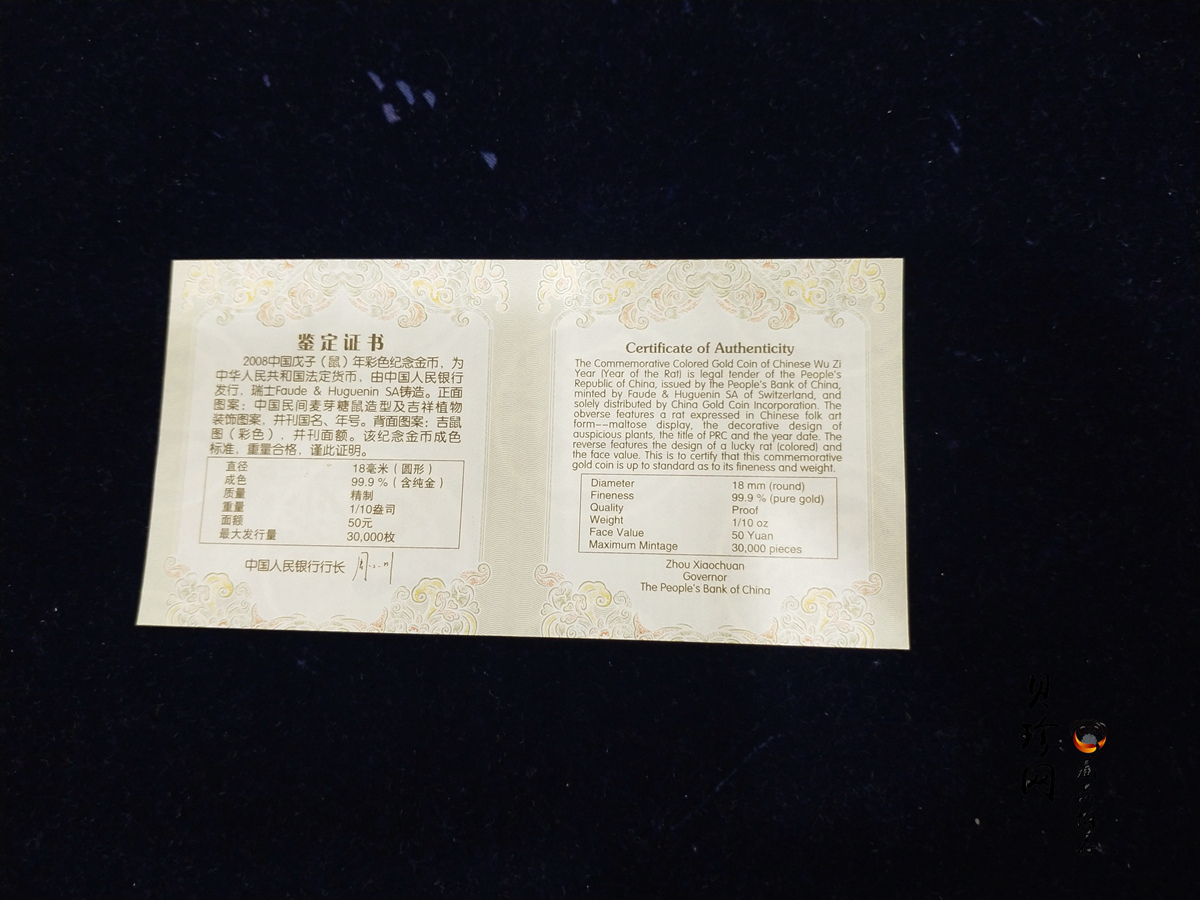 鉴定证书
2008中国戊子（鼠）年彩色纪念金币，为
中华人民共和国法定货币，由中国人民银行
发行，瑞士Faude & Huguenin SA铸造。正面
图案：中国民间麦芽糖鼠造型及吉祥植物
装饰图案，并刊国名、年号。背面图案：吉鼠
图（彩色），并刊面额。该纪念金币成色
标准，重量合格，谨此证明。
直径 18毫米（圆形）
成色 99.9 %（含纯金）
质量 精制
重量 1/10盎司
面额 50元
最大发行量 30,000枚
中国人民银行行长
Certificate of Authenticity
The Commemorative Colored Gold Coin of Chinese Wu Zi
Year (Year of the Rat) is legal tender of the People's
Republic of China, issued by the People's Bank of China,
minted by Faude & Huguenin SA of Switzerland, and
solely distributed by China Gold Coin Incorporation. The
obverse features a rat expressed in Chinese folk art
form--maltose display, the decorative design of
auspicious plants, the title of PRC and the year date. The
reverse features the design of a lucky rat (colored) and
the face value. This is to certify that this commemorative
gold coin is up to standard as to its fineness and weight.
Diameter 18 mm (round)
Fineness 99.9 % (pure gold)
Quality Proof
Weight 1/10 oz
Face Value 50 Yuan
Maximum Mintage 30,000 pieces
Zhou Xiaochuan
Governor
The People's Bank of China
贝珍网